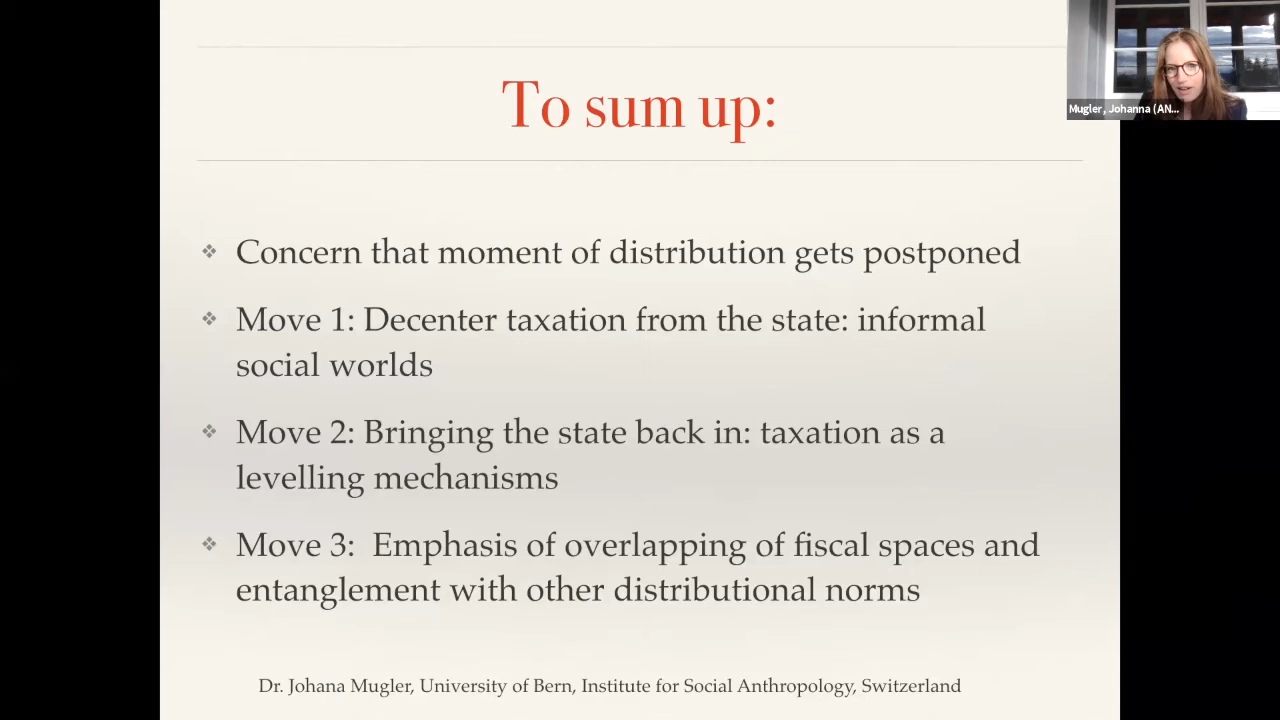 To sum up:
Mugler, Johanna (AN...
❖ Concern that moment of distribution gets postponed
❖ Move 1: Decenter taxation from the state: informal
social worlds
❖ Move 2: Bringing the state back in: taxation as a
levelling mechanisms
❖ Move 3:  Emphasis of overlapping of fiscal spaces and
entanglement with other distributional norms
Dr. Johana Mugler, University of Bern, Institute for Social Anthropology, Switzerland